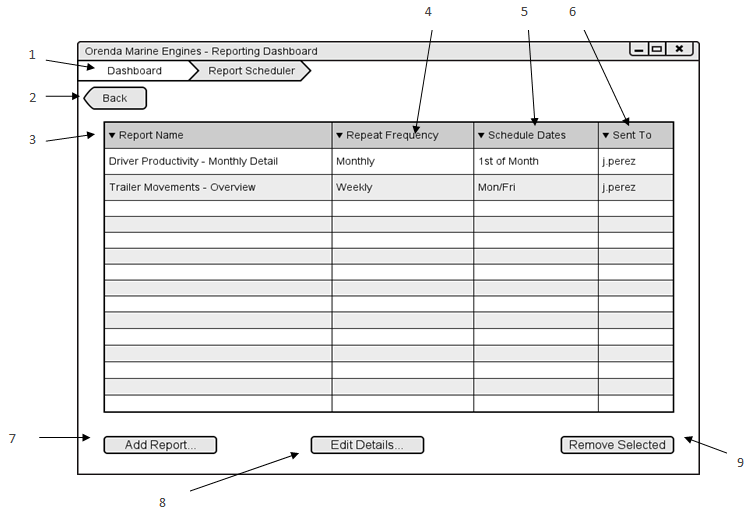 4 5 6
1 Orenda Marine Engines - Reporting Dashboard
Dashboard Report Scheduler
2 Back
3 Report Name Repeat Frequency Schedule Dates Sent To
Driver Productivity - Monthly Detail Monthly 1st of Month j.perez
Trailer Movements - Overview Weekly Mon/Fri j.perez
7 Add Report... Edit Details... Remove Selected
9
8